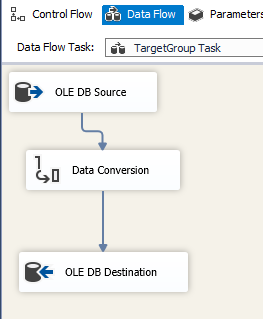 Control Flow Data Flow Parameters
Data Flow Task: TargetGroup Task
OLE DB Source
Data Conversion
OLE DB Destination